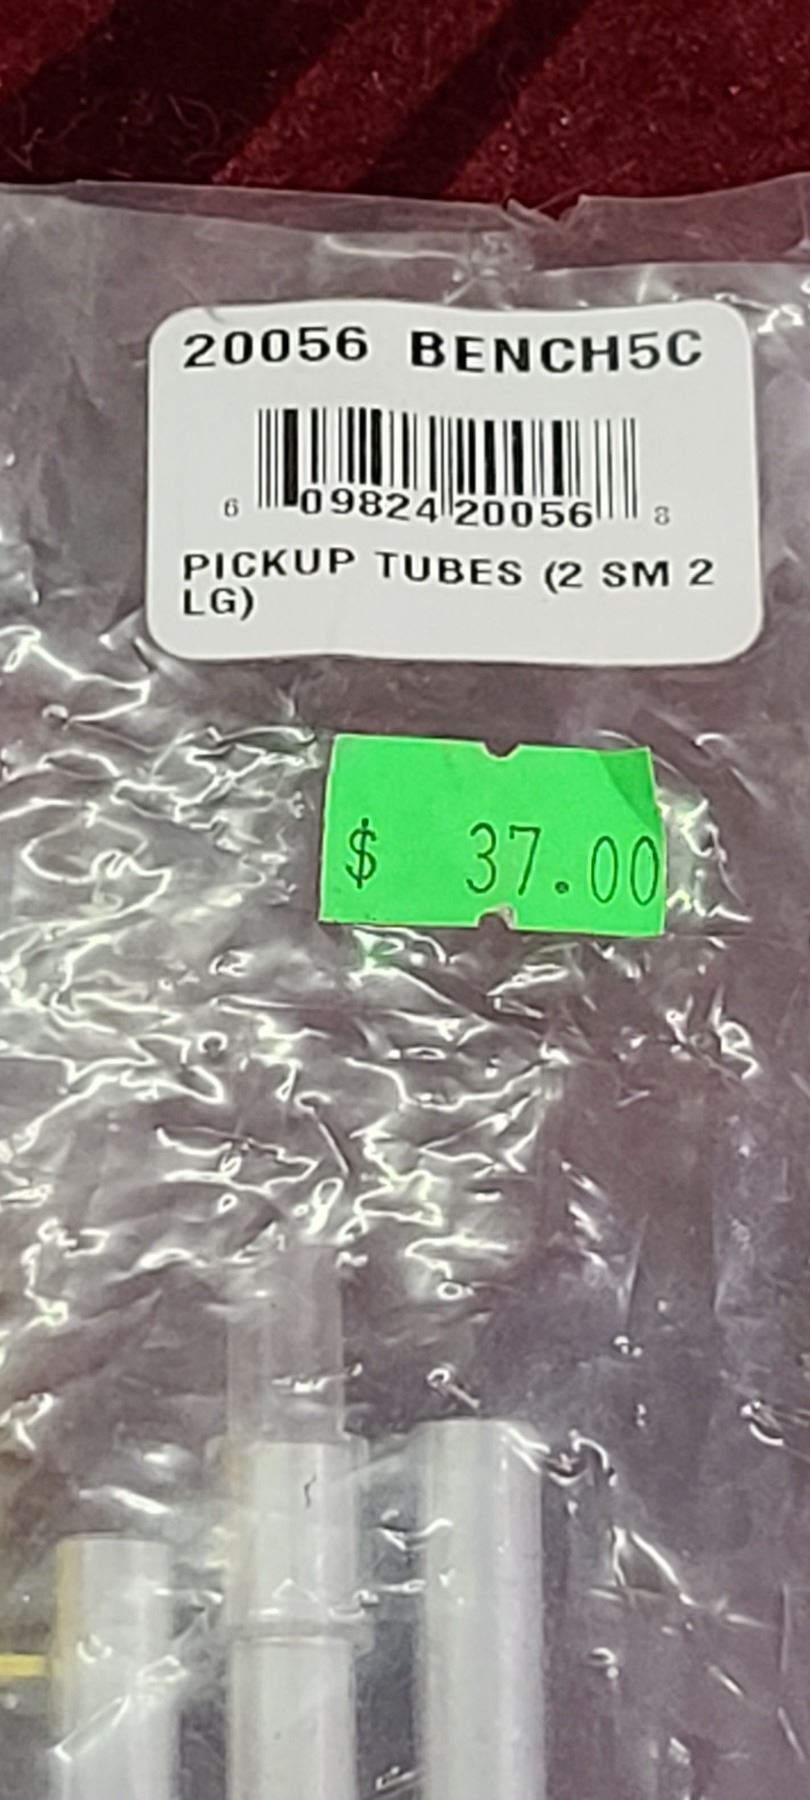 20056 BENCH5C
6 09824 20056 8
PICKUP TUBES (2 SM 2
LG)
$ 37.00